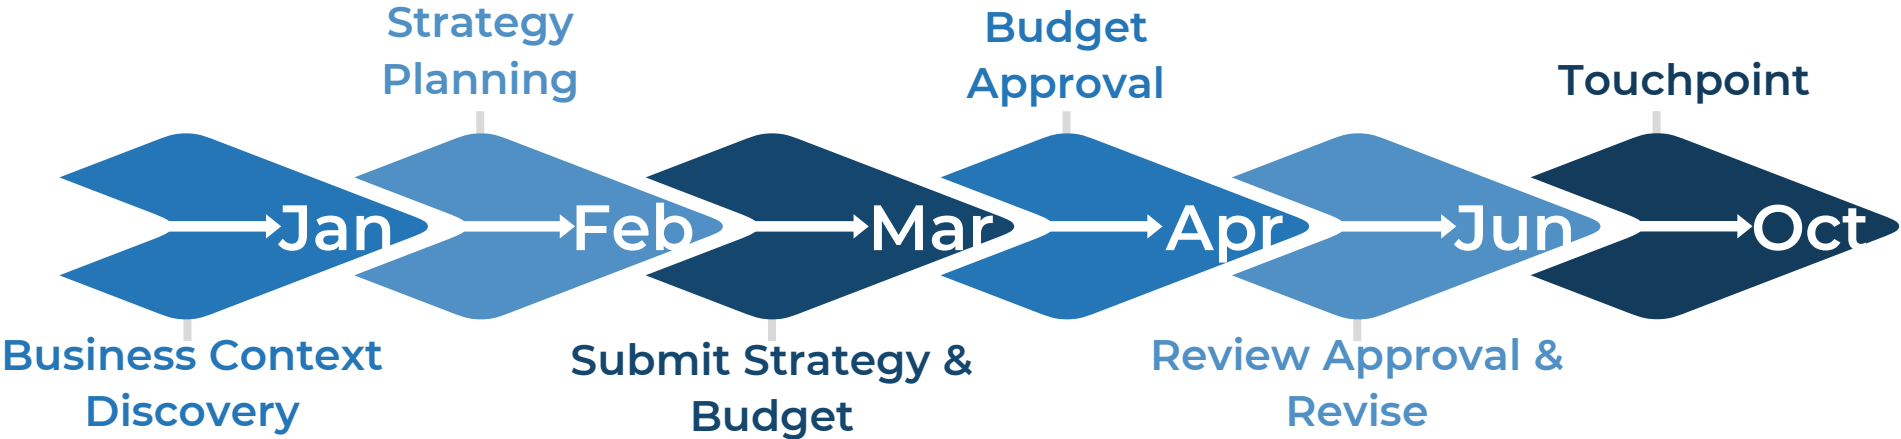 Strategy
Planning
Budget
Approval
Touchpoint
Jan
Feb
Mar
Apr
Jun
Oct
Business Context
Discovery
Submit Strategy &
Budget
Review Approval &
Revise